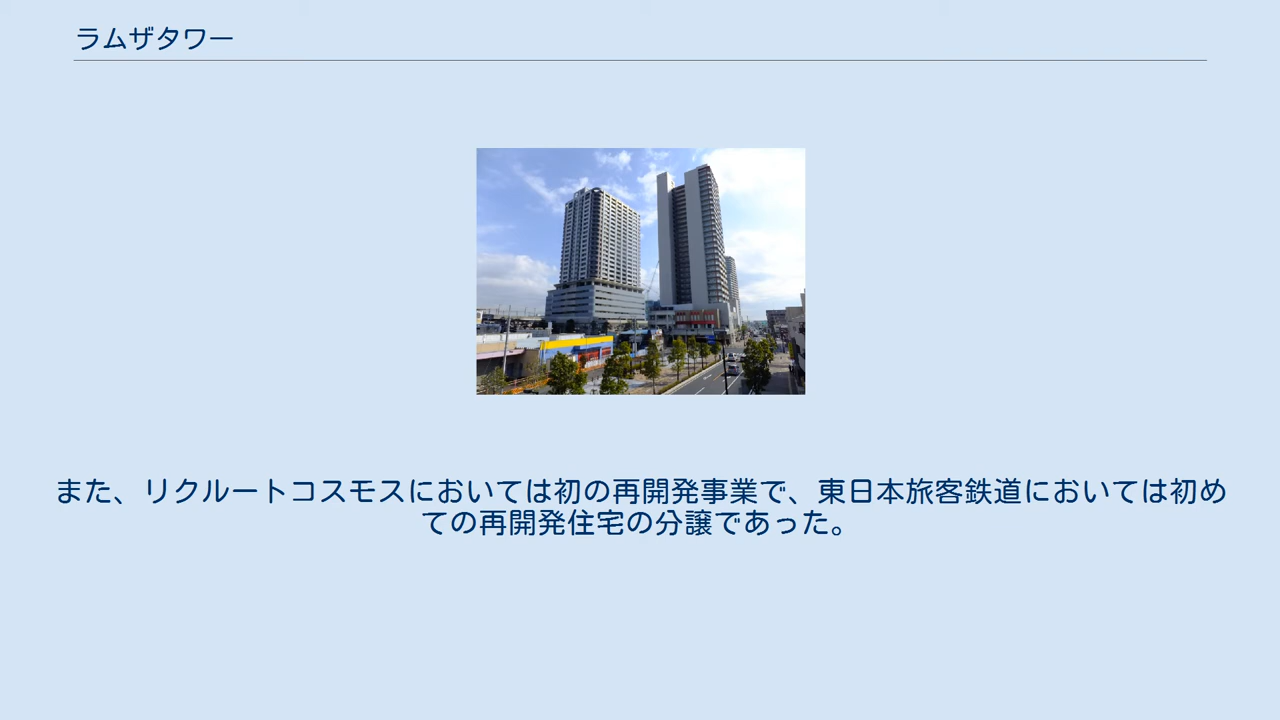 ラムザタワー
また、リクルートコスモスにおいては初の再開発事業で、東日本旅客鉄道においては初め
ての再開発住宅の分譲であった。